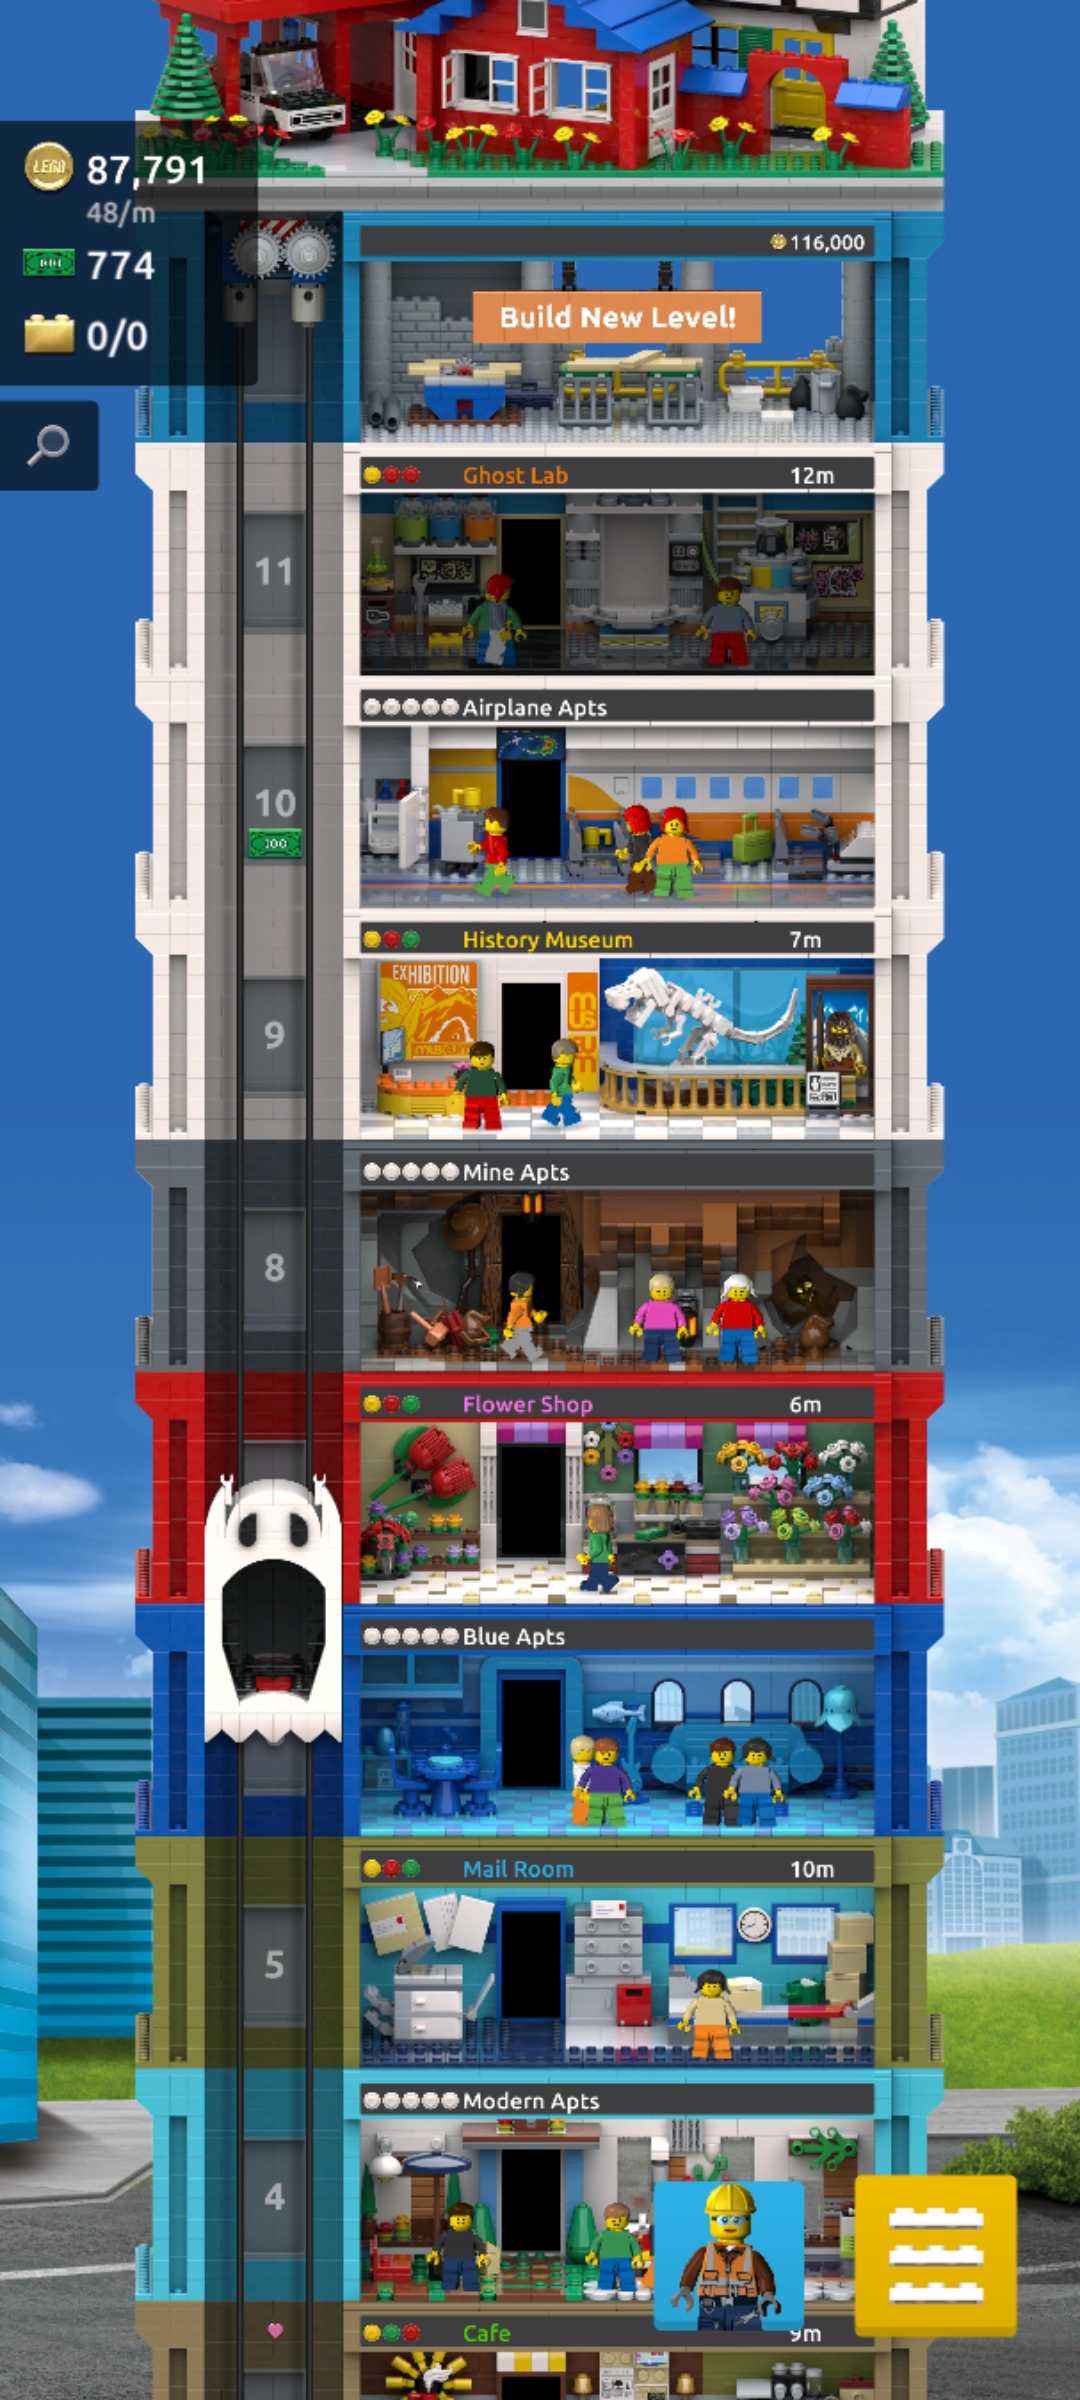 LEGO
87,791
48/m
100
774
0/0
116,000
Build New Level!
Ghost Lab 12m
11
Airplane Apts
10
100
History Museum 7m
EXHIBITION
museum
9
Mine Apts
8
Flower Shop 6m
Blue Apts
Mail Room 10m
5
Modern Apts
4
Cafe 9m